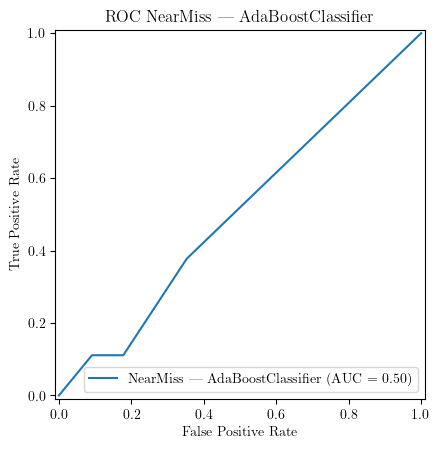 ROC NearMiss — AdaBoostClassifier
1.0
0.8
0.6
0.4
0.2
0.0
True Positive Rate
NearMiss — AdaBoostClassifier (AUC = 0.50)
0.0 0.2 0.4 0.6 0.8 1.0
False Positive Rate